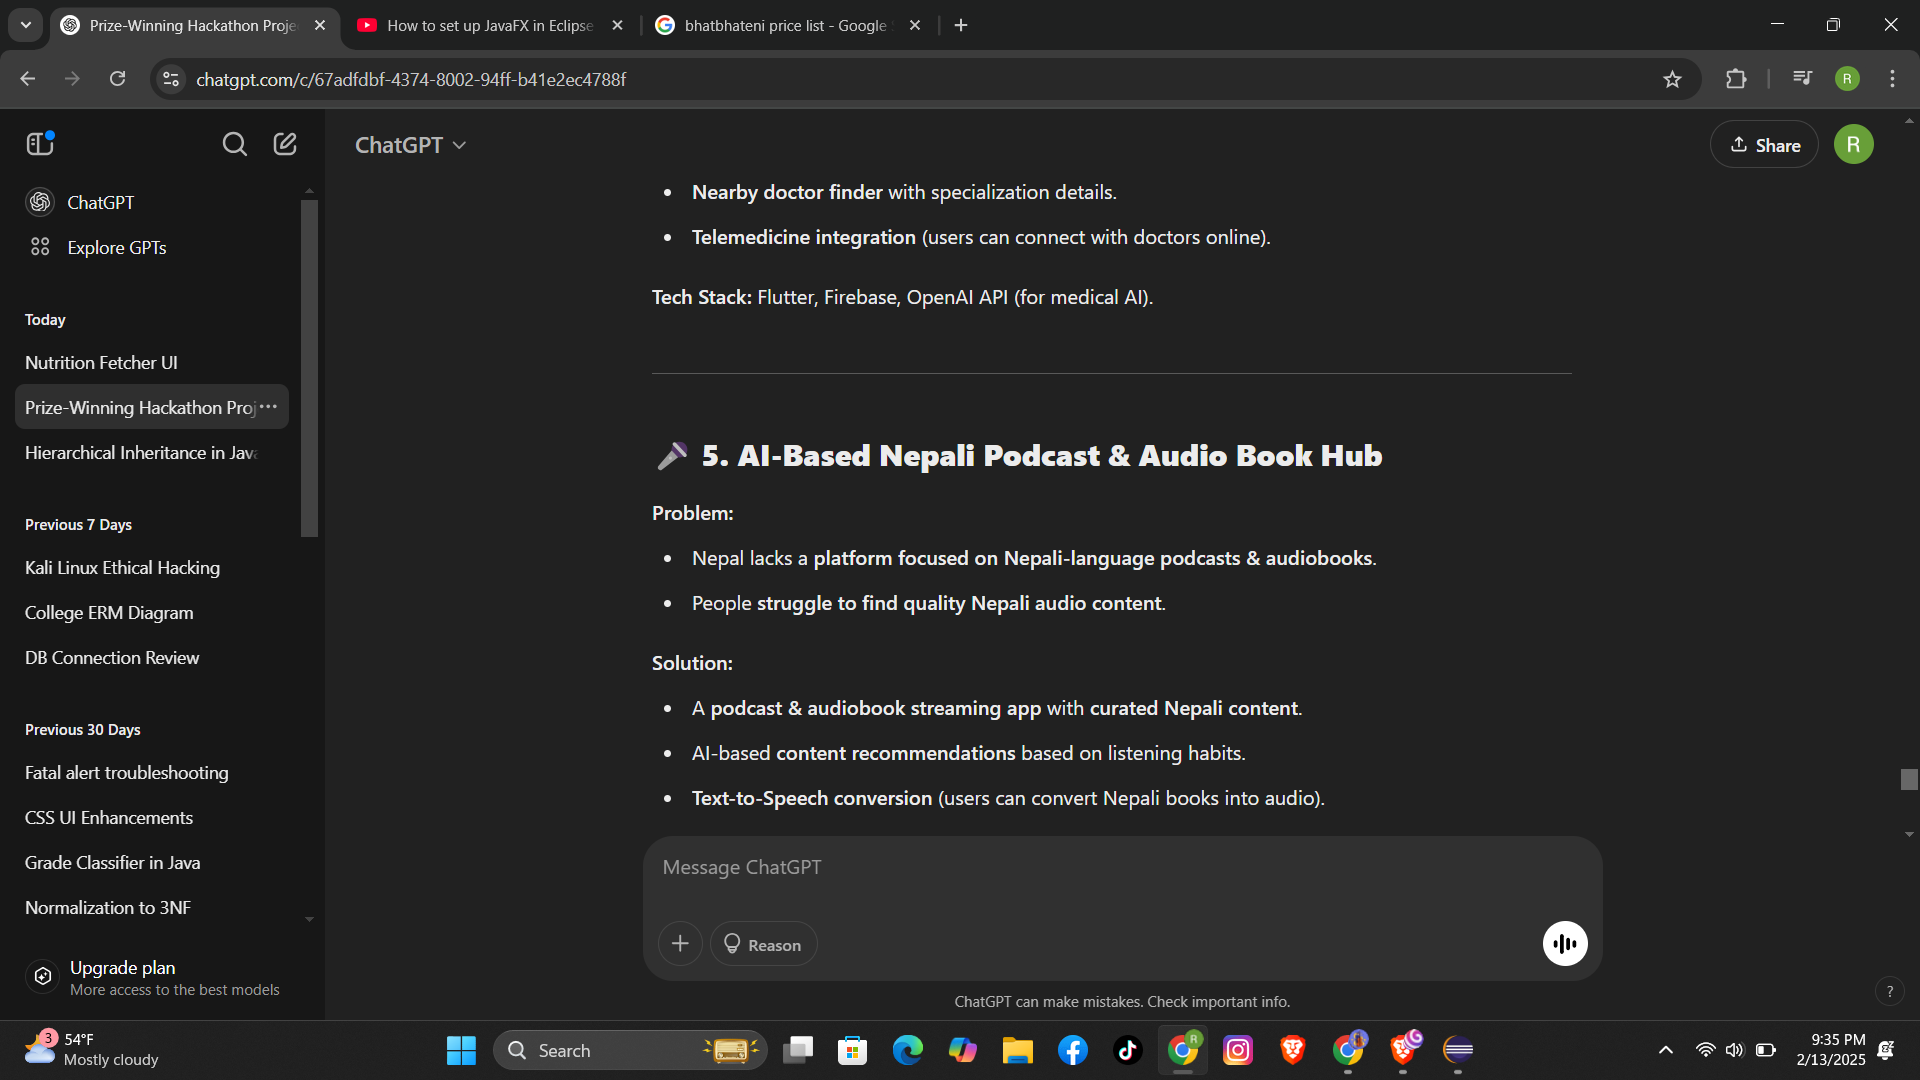 Prize-Winning Hackathon Proje
How to set up JavaFX in Eclipse
bhatbhateni price list - Google
chatgpt.com/c/67adfdbf-4374-8002-94ff-b41e2ec4788f
R
ChatGPT
Share
R
ChatGPT
Explore GPTs
Today
Nutrition Fetcher UI
Prize-Winning Hackathon Proj
Hierarchical Inheritance in Java
Previous 7 Days
Kali Linux Ethical Hacking
College ERM Diagram
DB Connection Review
Previous 30 Days
Fatal alert troubleshooting
CSS UI Enhancements
Grade Classifier in Java
Normalization to 3NF
Upgrade plan
More access to the best models
• Nearby doctor finder with specialization details.
• Telemedicine integration (users can connect with doctors online).
Tech Stack: Flutter, Firebase, OpenAI API (for medical AI).
🎤 5. AI-Based Nepali Podcast & Audio Book Hub
Problem:
• Nepal lacks a platform focused on Nepali-language podcasts & audiobooks.
• People struggle to find quality Nepali audio content.
Solution:
• A podcast & audiobook streaming app with curated Nepali content.
• AI-based content recommendations based on listening habits.
• Text-to-Speech conversion (users can convert Nepali books into audio).
Message ChatGPT
Reason
ChatGPT can make mistakes. Check important info.
?
3
54°F
Mostly cloudy
Search
R
9:35 PM
2/13/2025